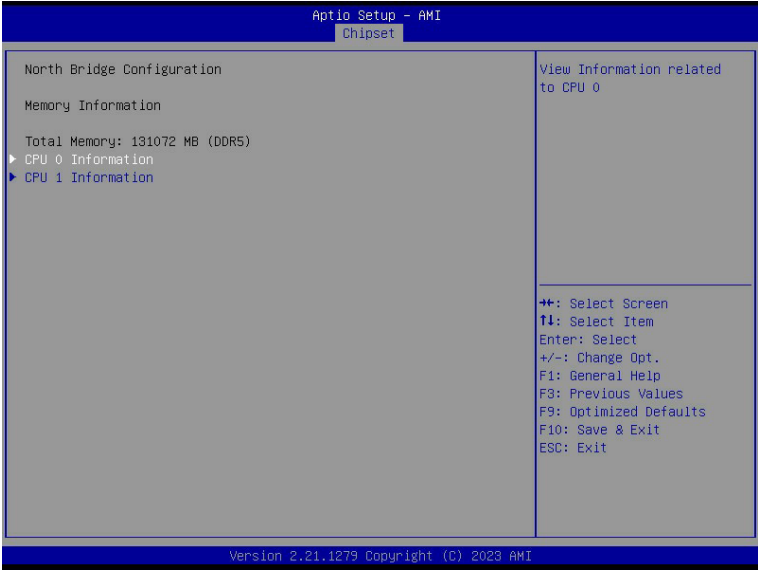 Aptio Setup – AMI
Chipset
North Bridge Configuration
Memory Information
Total Memory: 131072 MB (DDR5)
▶ CPU 0 Information
▶ CPU 1 Information
View Information related
to CPU 0
→←: Select Screen
↑↓: Select Item
Enter: Select
+/-: Change Opt.
F1: General Help
F3: Previous Values
F9: Optimized Defaults
F10: Save & Exit
ESC: Exit
Version 2.21.1279 Copyright (C) 2023 AMI